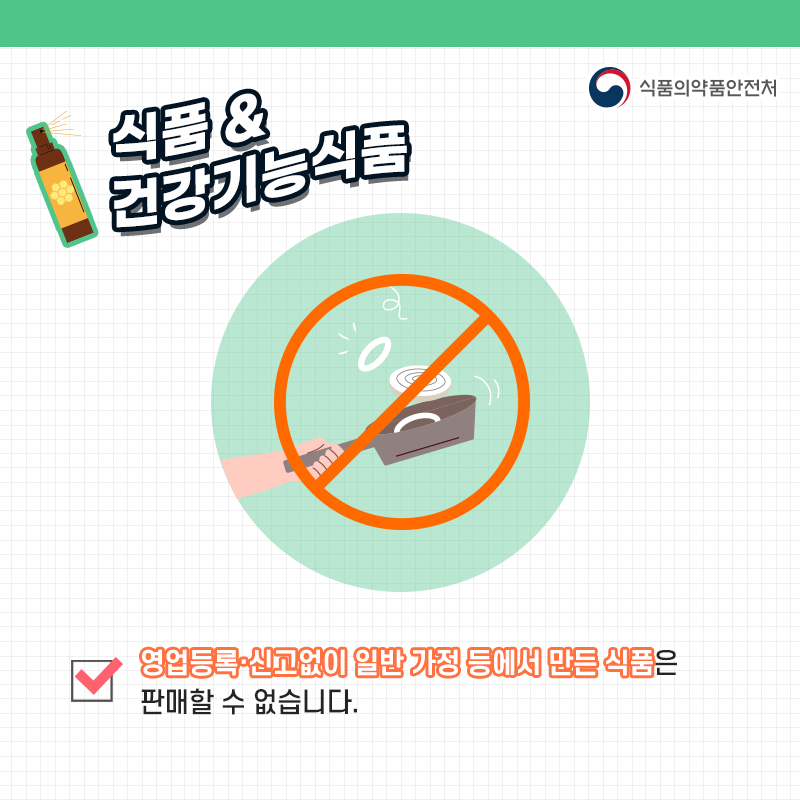 식품의약품안전처
식품 &
건강기능식품
영업등록·신고없이 일반 가정 등에서 만든 식품은
판매할 수 없습니다.